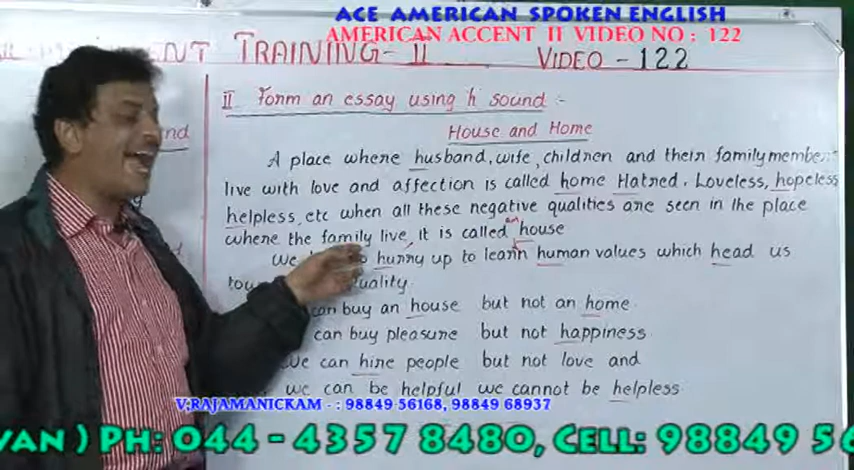 ACE AMERICAN SPOKEN ENGLISH
AMERICAN ACCENT II VIDEO NO : 122
TRAINING - II
VIDEO - 122
II Form an essay using h sound :-
House and Home
A place where husband, wife, children and their family members
live with love and affection is called home Hatred. Loveless, hopeless
helpless, etc when all these negative qualities are seen in the place
where the family live, it is called an house
We hurry up to learn human values which head us
quality
can buy an house but not an home
can buy pleasure but not happiness
We can hire people but not love and
we can be helpful we cannot be helpless
V.RAJAMANICKAM - : 98849 56168, 98849 68937
VAN ) PH: 044 - 4357 8480, CELL: 98849 5